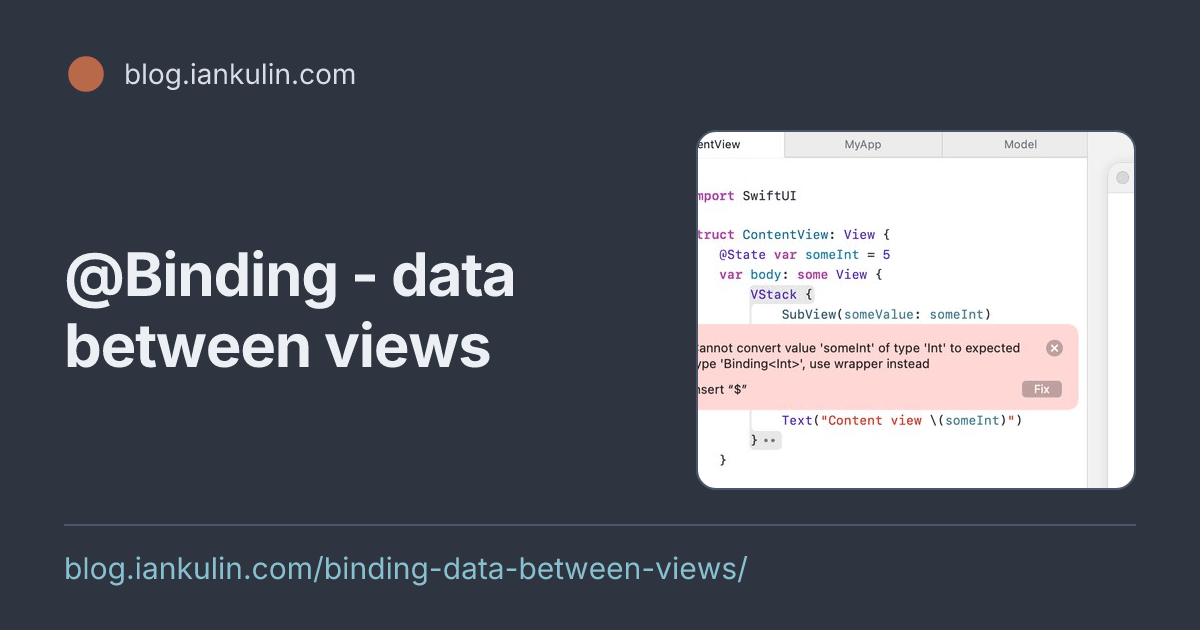 blog.iankulin.com
@Binding - data
between views
entView MyApp Model
mport SwiftUI
truct ContentView: View {
@State var someInt = 5
var body: some View {
VStack {
SubView(someValue: someInt)
annot convert value 'someInt' of type 'Int' to expected
ype 'Binding<Int>', use wrapper instead
nsert “$” Fix
Text("Content view \(someInt)")
}
}
blog.iankulin.com/binding-data-between-views/